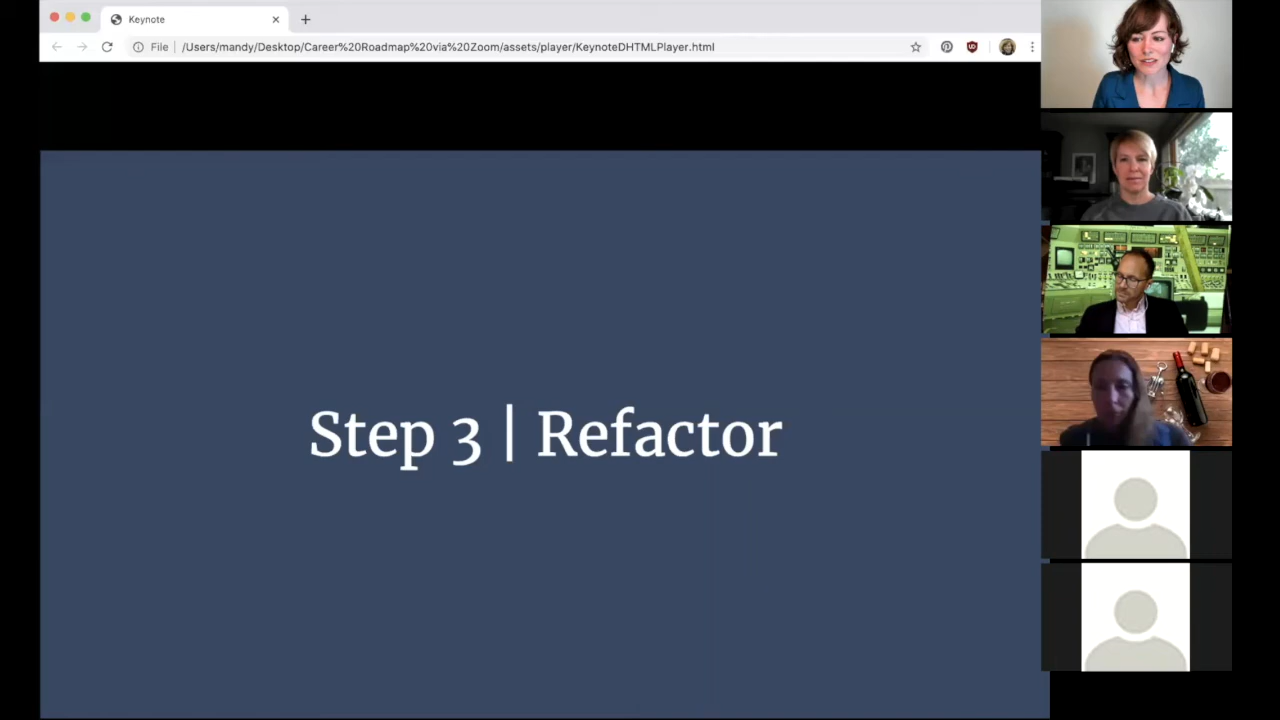 Keynote
File
/Users/mandy/Desktop/Career%20Roadmap%20via%20Zoom/assets/player/KeynoteDHTMLPlayer.html
Step 3 | Refactor